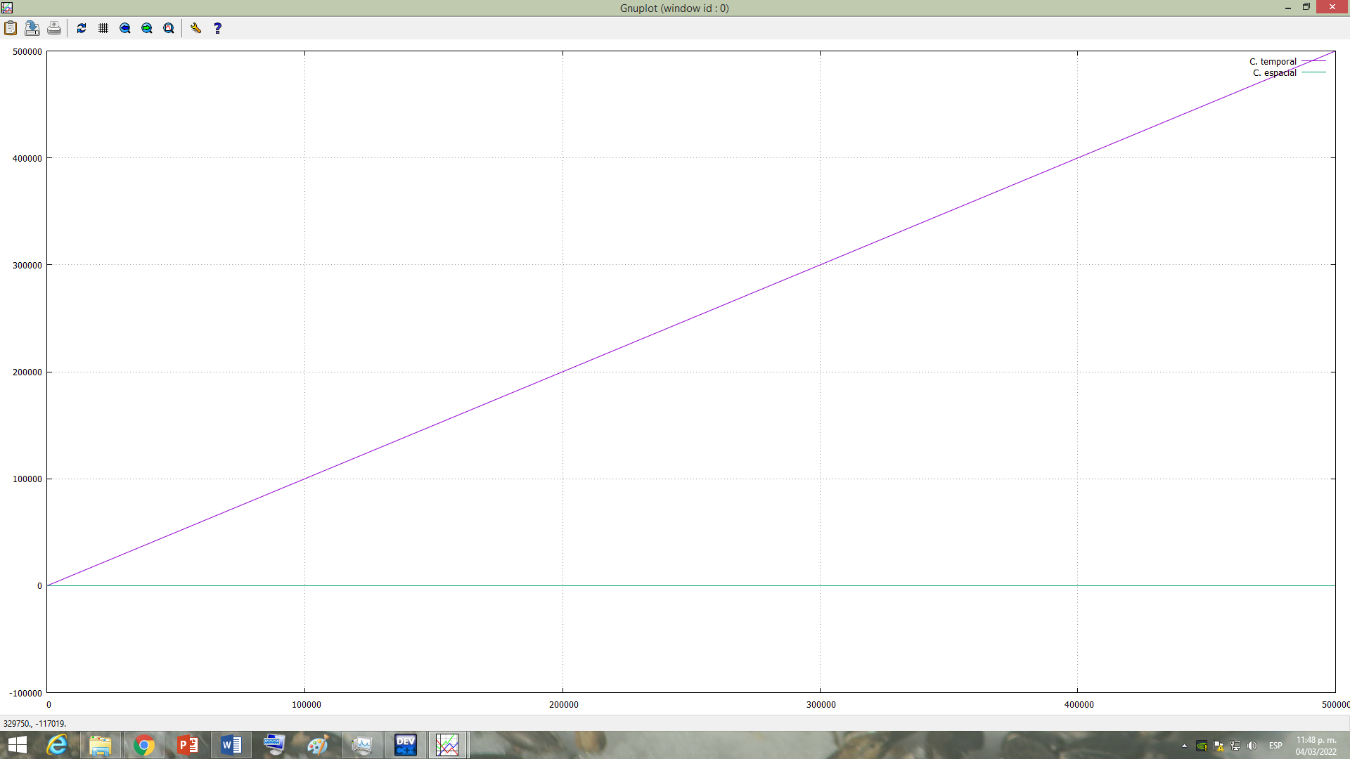 Gnuplot (window id : 0)
500000
C. temporal
C. espacial
400000
300000
200000
100000
0
-100000
0 100000 200000 300000 400000 500000
329750., -117019.
DEV
ESP
11:48 p. m.
04/03/2022